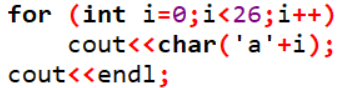 for (int i=0;i<26;i++)
    cout<<char('a'+i);
cout<<endl;